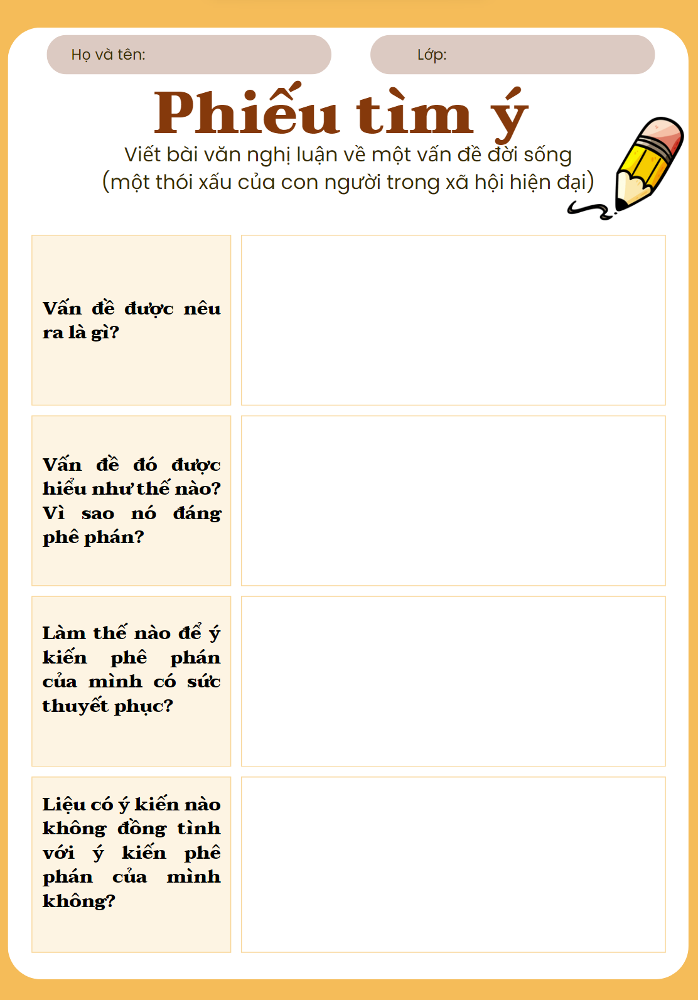 Họ và tên:
Lớp:
Phiếu tìm ý
Viết bài văn nghị luận về một vấn đề đời sống
(một thói xấu của con người trong xã hội hiện đại)
Vấn đề được nêu
ra là gì?
Vấn đề đó được
hiểu như thế nào?
Vì sao nó đáng
phê phán?
Làm thế nào để ý
kiến phê phán
của mình có sức
thuyết phục?
Liệu có ý kiến nào
không đồng tình
với ý kiến phê
phán của mình
không?